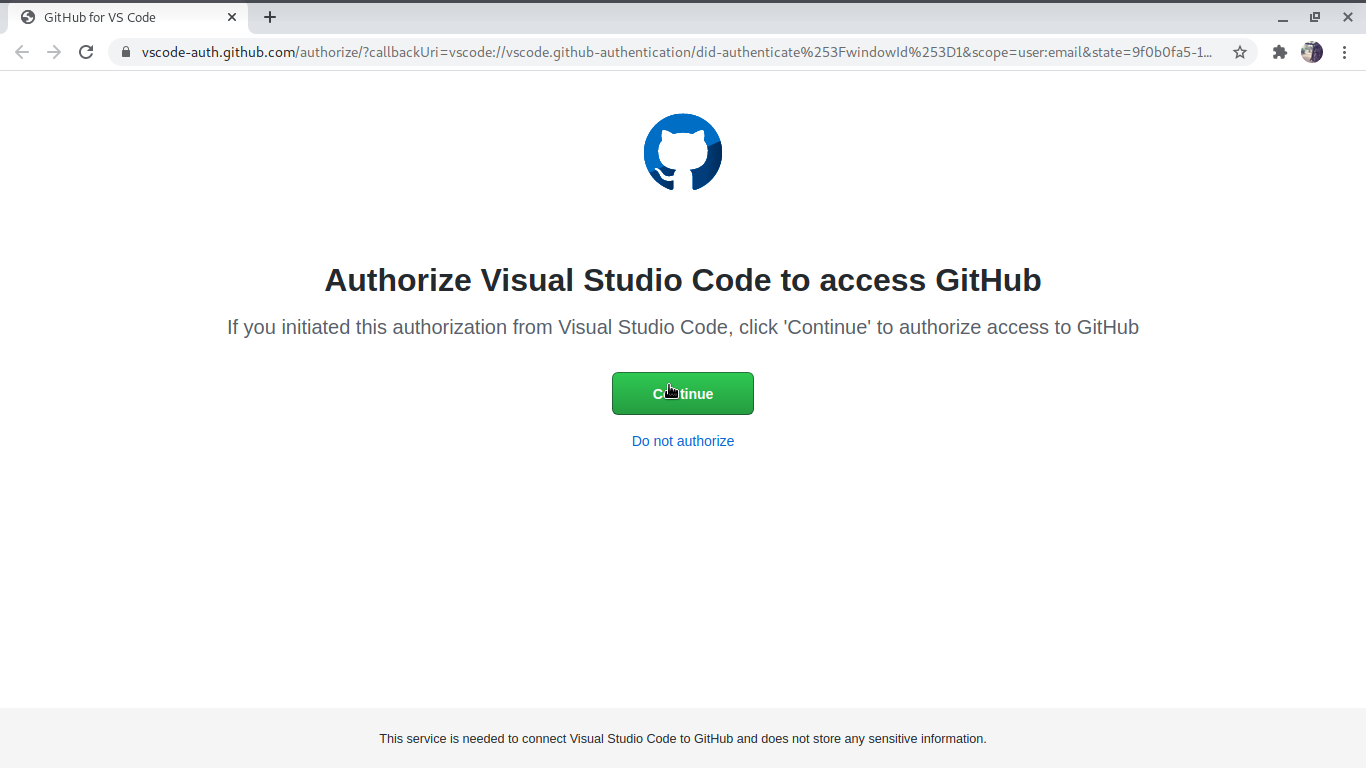 GitHub for VS Code
vscode-auth.github.com/authorize/?callbackUri=vscode://vscode.github-authentication/did-authenticate%253FwindowId%253D1&scope=user:email&state=9f0b0fa5-1...
Authorize Visual Studio Code to access GitHub
If you initiated this authorization from Visual Studio Code, click 'Continue' to authorize access to GitHub
Continue
Do not authorize
This service is needed to connect Visual Studio Code to GitHub and does not store any sensitive information.